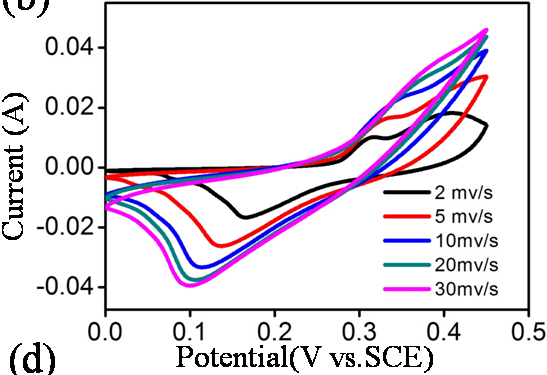 (b)
0.04
0.02
0.00
-0.02
-0.04
Current (A)
2 mv/s
5 mv/s
10mv/s
20mv/s
30mv/s
0.0 0.1 0.2 0.3 0.4 0.5
Potential(V vs.SCE)
(d)